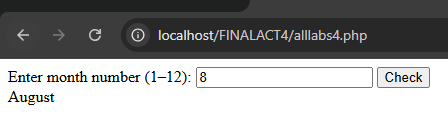 localhost/FINALACT4/alllabs4.php
Enter month number (1–12): 8 Check
August